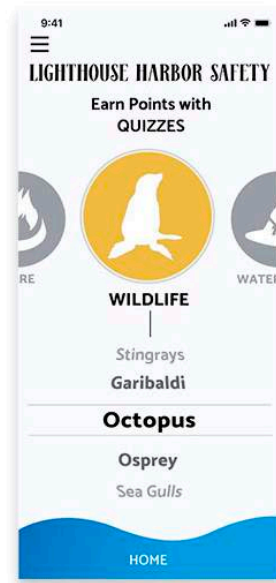 9:41
LIGHTHOUSE HARBOR SAFETY
Earn Points with
QUIZZES
RE
WATE
WILDLIFE
Stingrays
Garibaldi
Octopus
Osprey
Sea Gulls
HOME